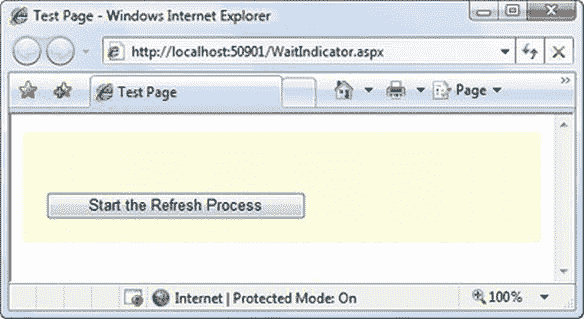 Test Page - Windows Internet Explorer
http://localhost:50901/WaitIndicator.aspx
Test Page
Page
Start the Refresh Process
Internet | Protected Mode: On
100%